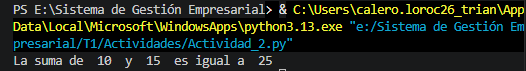 PS E:\Sistema de Gestión Empresarial> & C:\Users\calero.loroc26_trian\App
Data\Local\Microsoft\WindowsApps\python3.13.exe "e:/Sistema de Gestión Em
presarial/T1/Actividades/Actividad_2.py"
La suma de  10  y  15  es igual a  25